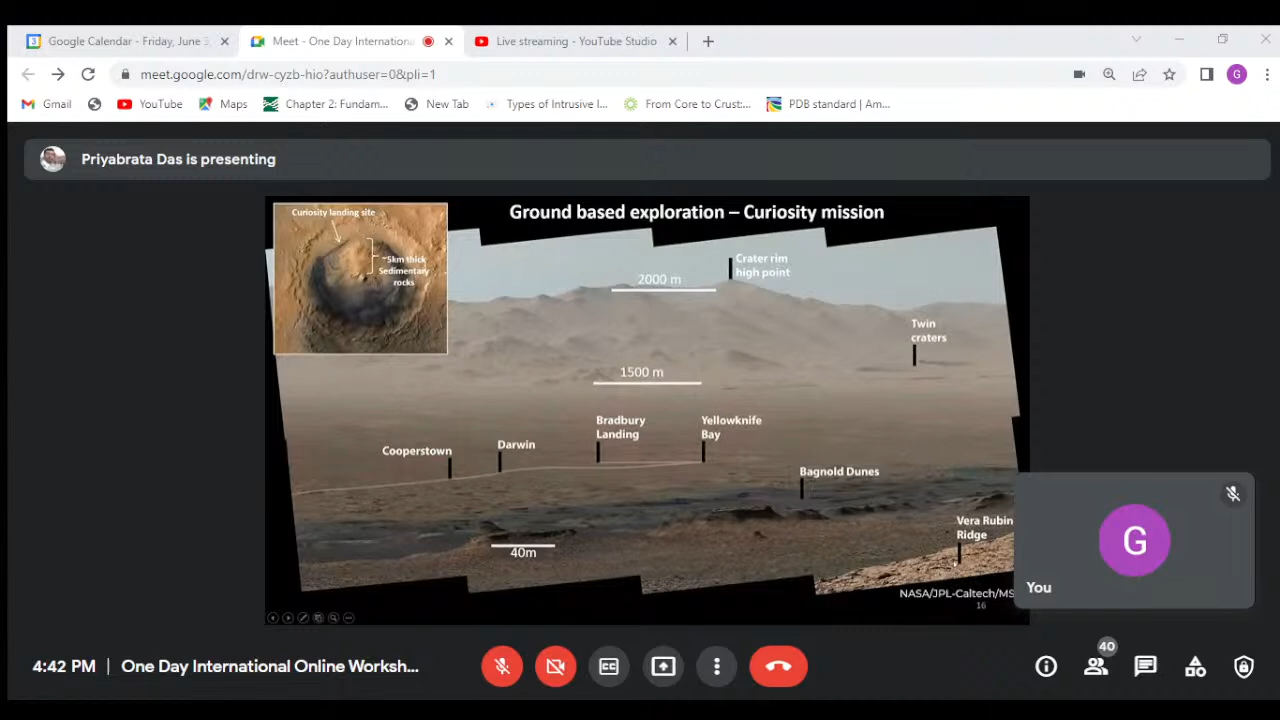 Google Calendar - Friday, June 3,
Meet - One Day Internationa
Live streaming - YouTube Studio
meet.google.com/drw-cyzb-hio?authuser=0&pli=1
G
Gmail
YouTube
Maps
Chapter 2: Fundam...
New Tab
Types of Intrusive I...
From Core to Crust:...
PDB standard | Am...
Priyabrata Das is presenting
Ground based exploration – Curiosity mission
Curiosity landing site
~5km thick
Sedimentary
rocks
Crater rim
high point
2000 m
Twin
craters
1500 m
Bradbury
Landing
Yellowknife
Bay
Cooperstown
Darwin
Bagnold Dunes
Vera Rubin
Ridge
40m
NASA/JPL-Caltech/MS
16
G
You
4:42 PM | One Day International Online Worksh...
CC
40